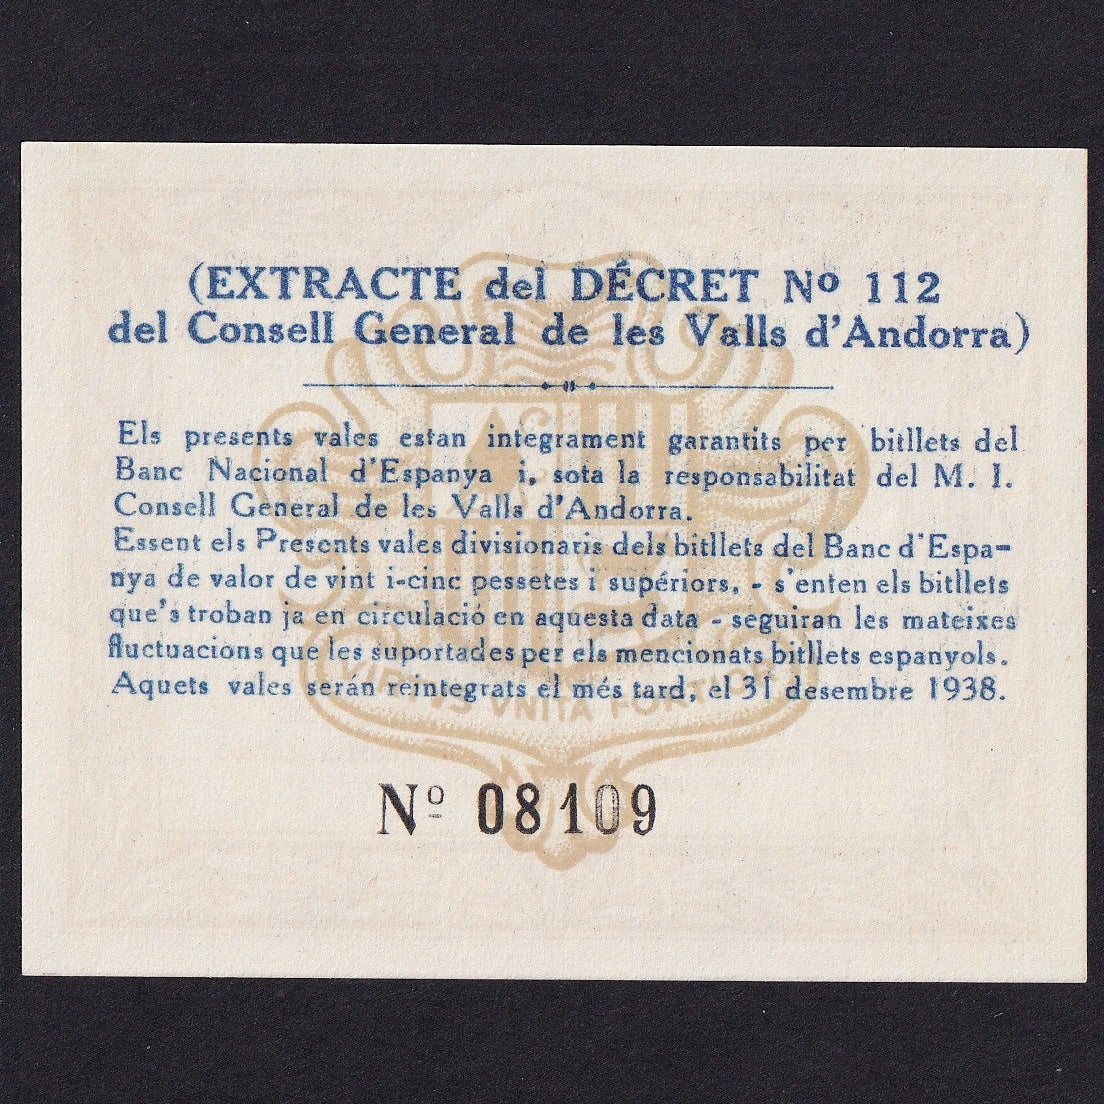 (EXTRACTE del DÉCRET Nº 112
del Consell General de les Valls d'Andorra)
Els presents vales estan integrament garantits per bitllets del
Banc Nacional d'Espanya i, sota la responsabilitat del M. I.
Consell General de les Valls d'Andorra.
Essent els Presents vales divisionaris dels bitllets del Banc d'Espa-
nya de valor de vint i-cinc pessetes i supériors, - s'enten els bitllets
que's troban ja en circulació en aquesta data - seguiran les mateixes
fluctuacions que les suportades per els mencionats bitllets espanyols.
Aquets vales serán reintegrats el més tard, el 31 desembre 1938.
VIRTVS VNITA FORTIOR
Nº 08109